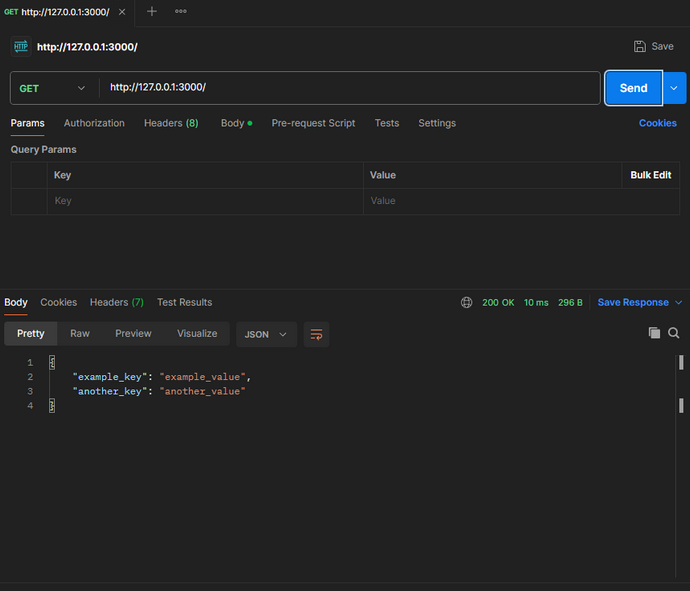 GET http://127.0.0.1:3000/
HTTP http://127.0.0.1:3000/ Save
GET http://127.0.0.1:3000/ Send
Params Authorization Headers (8) Body Pre-request Script Tests Settings Cookies
Query Params
Key Value Bulk Edit
Key Value
Body Cookies Headers (7) Test Results 200 OK 10 ms 296 B Save Response
Pretty Raw Preview Visualize JSON
1 {
2 "example_key": "example_value",
3 "another_key": "another_value"
4 }